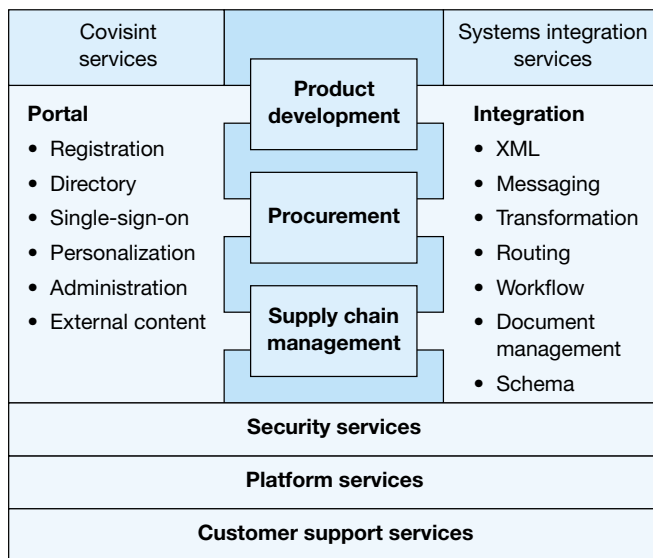 Covisint
services
Systems integration
services
Product
development
Portal
• Registration
• Directory
• Single-sign-on
• Personalization
• Administration
• External content
Procurement
Supply chain
management
Integration
• XML
• Messaging
• Transformation
• Routing
• Workflow
• Document
management
• Schema
Security services
Platform services
Customer support services